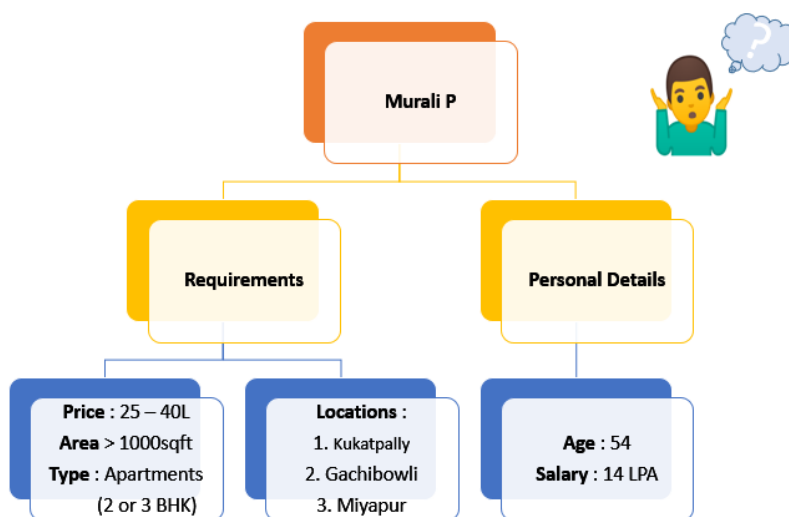 ?
Murali P
Requirements
Personal Details
Price : 25 – 40L
Area > 1000sqft
Type : Apartments
(2 or 3 BHK)
Locations :
1. Kukatpally
2. Gachibowli
3. Miyapur
Age : 54
Salary : 14 LPA